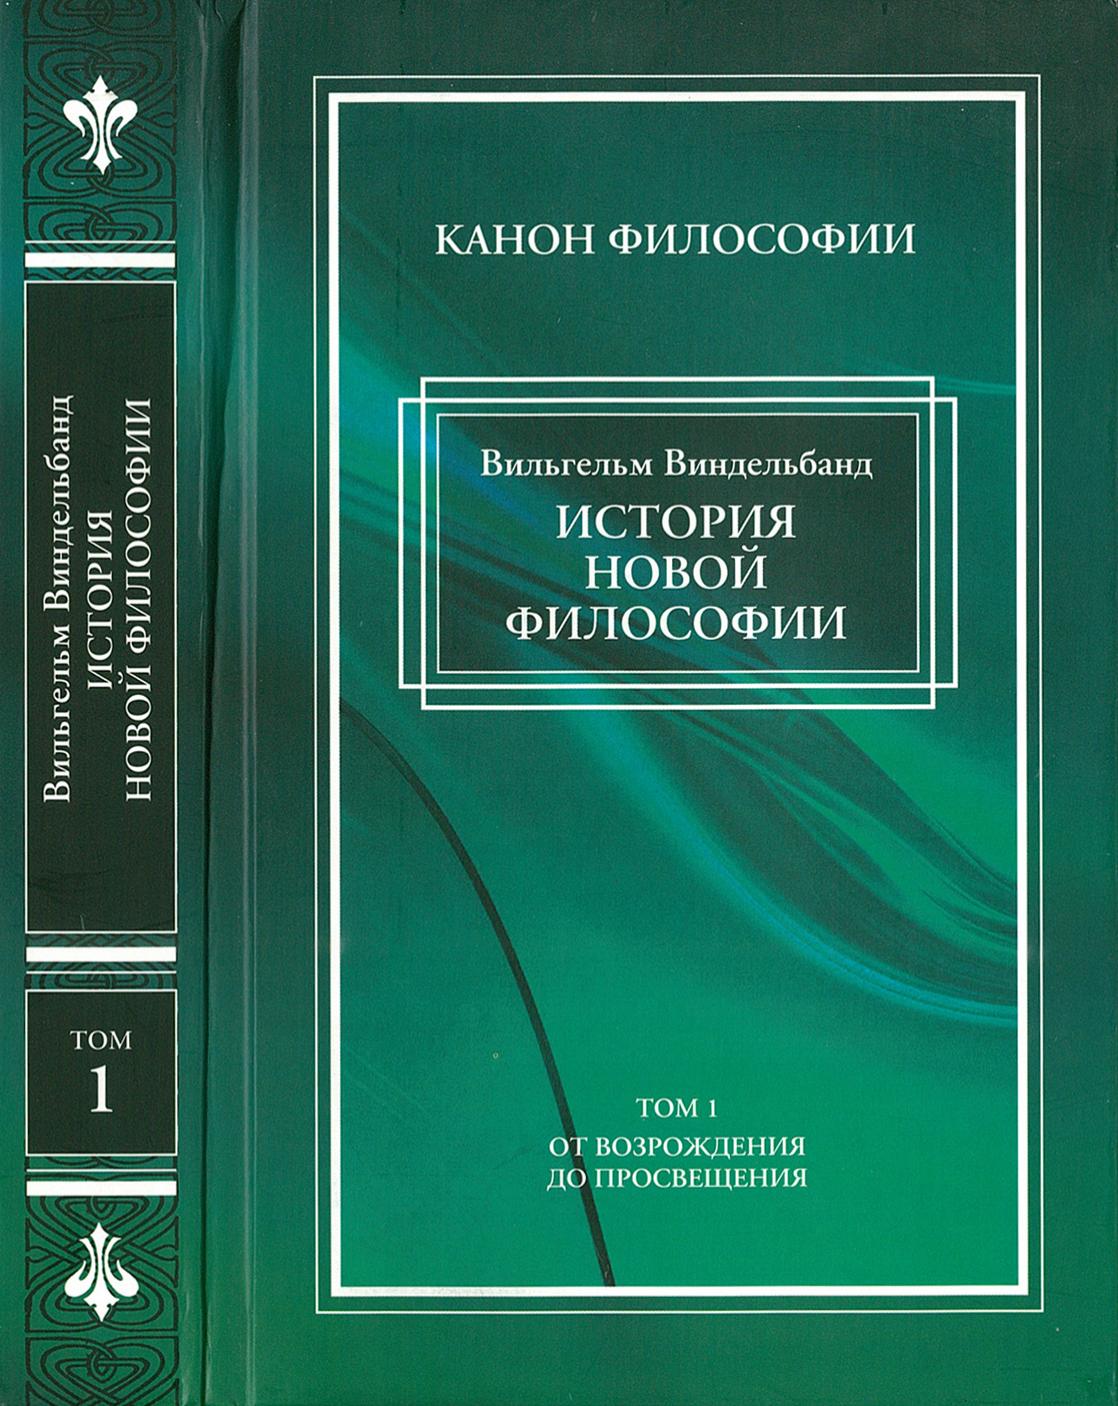 Вильгельм Виндельбанд
ИСТОРИЯ
НОВОЙ ФИЛОСОФИИ
ТОМ
1
КАНОН ФИЛОСОФИИ
Вильгельм Виндельбанд
ИСТОРИЯ
НОВОЙ
ФИЛОСОФИИ
ТОМ 1
ОТ ВОЗРОЖДЕНИЯ
ДО ПРОСВЕЩЕНИЯ